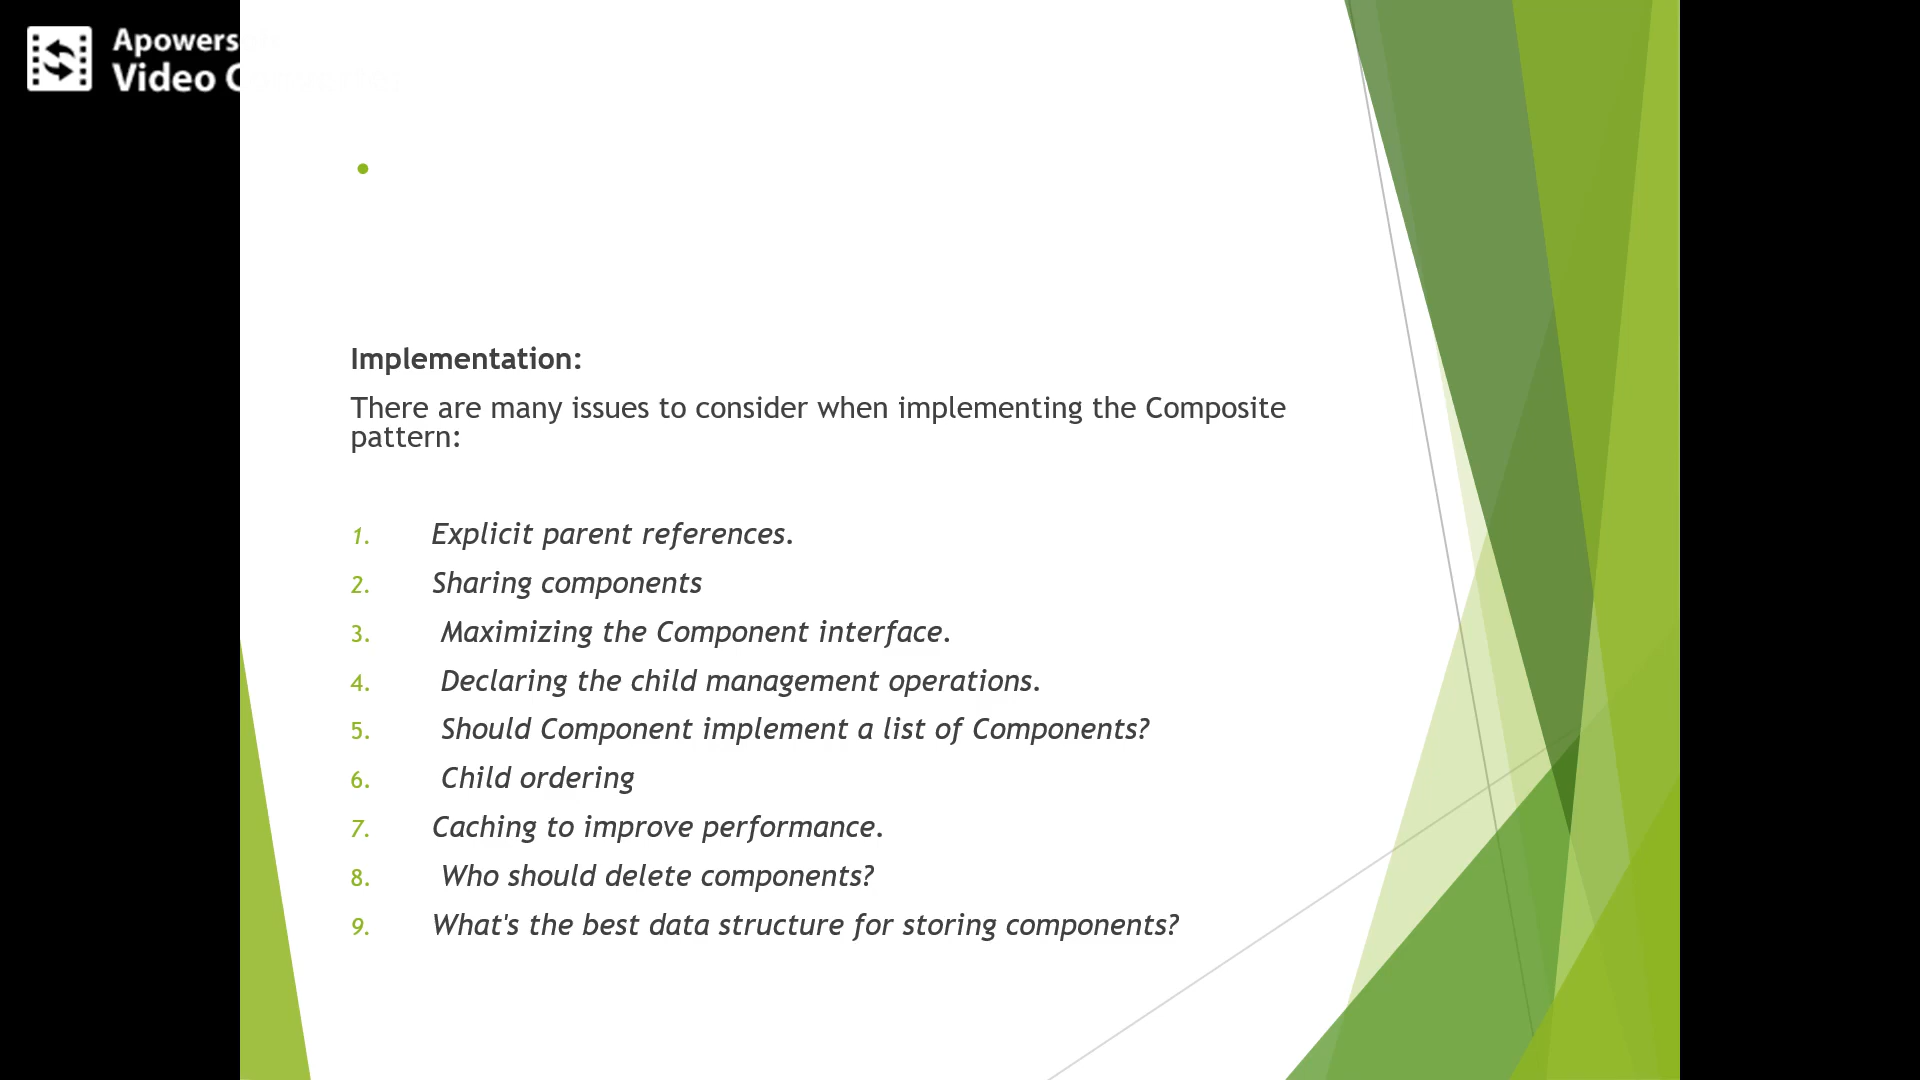 Apowers
Video C
•
Implementation:
There are many issues to consider when implementing the Composite
pattern:
1. Explicit parent references.
2. Sharing components
3. Maximizing the Component interface.
4. Declaring the child management operations.
5. Should Component implement a list of Components?
6. Child ordering
7. Caching to improve performance.
8. Who should delete components?
9. What's the best data structure for storing components?